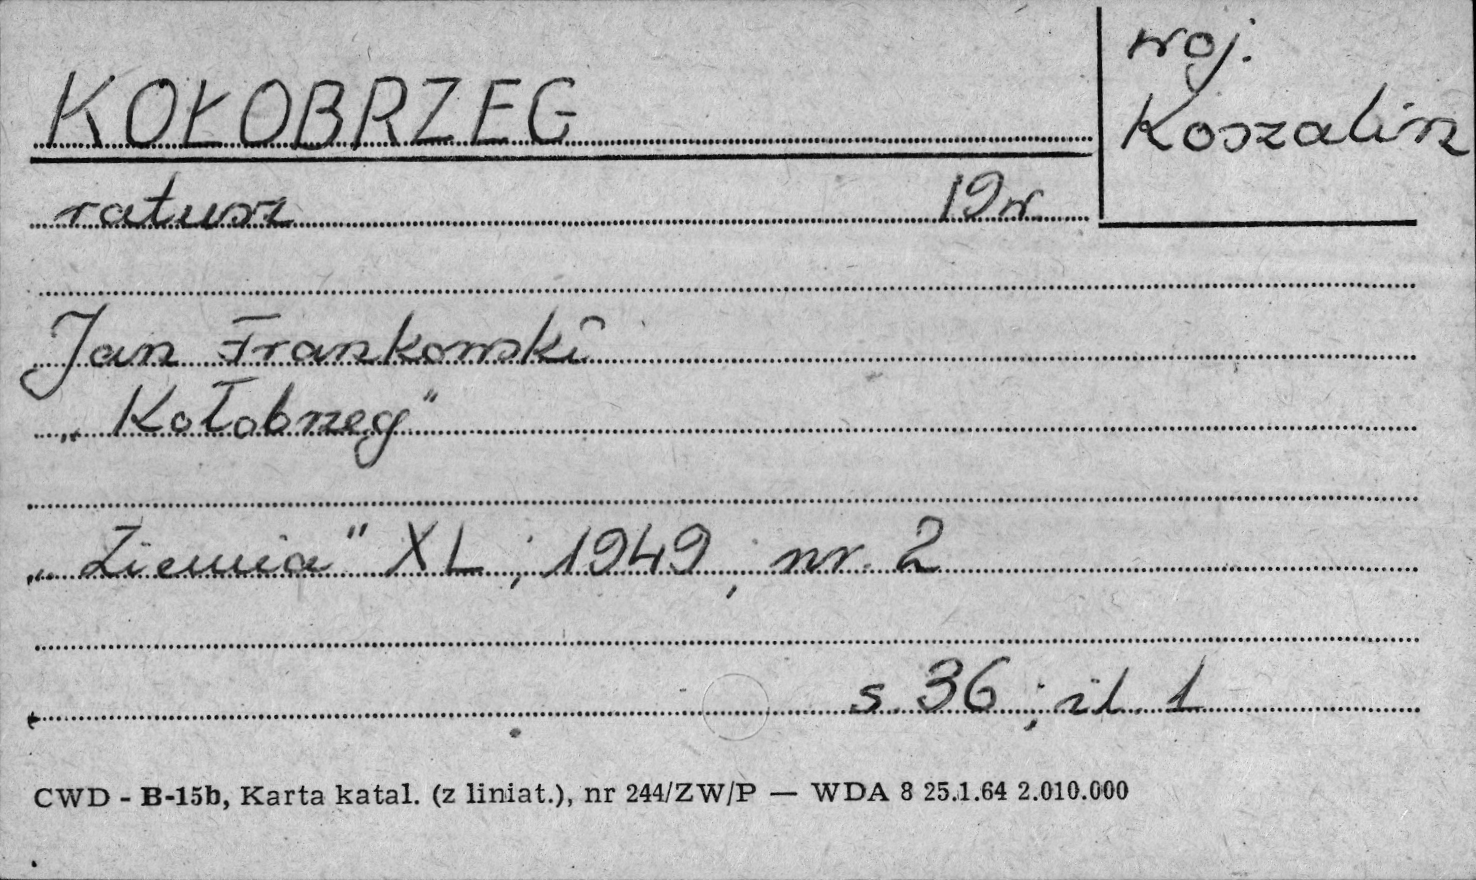 KOŁOBRZEG
woj.
Koszalin
ratusz 19w.
Jan Frankowski
„Kołobrzeg"
„Ziemia" XL; 1949; nr. 2
s. 36; il. 1
CWD - B-15b, Karta katal. (z liniat.), nr 244/ZW/P — WDA 8 25.1.64 2.010.000